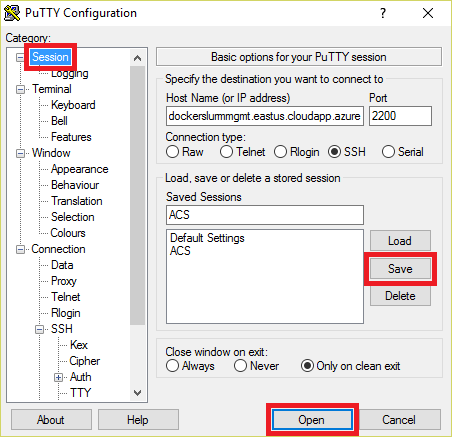 PuTTY Configuration
Category:
Session
Logging
Terminal
Keyboard
Bell
Features
Window
Appearance
Behaviour
Translation
Selection
Colours
Connection
Data
Proxy
Telnet
Rlogin
SSH
Kex
Cipher
Auth
TTY
Basic options for your PuTTY session
Specify the destination you want to connect to
Host Name (or IP address) Port
dockerslurmmgmt.eastus.cloudapp.azure 2200
Connection type:
Raw Telnet Rlogin SSH Serial
Load, save or delete a stored session
Saved Sessions
ACS
Default Settings
ACS
Load
Save
Delete
Close window on exit:
Always Never Only on clean exit
About Help Open Cancel